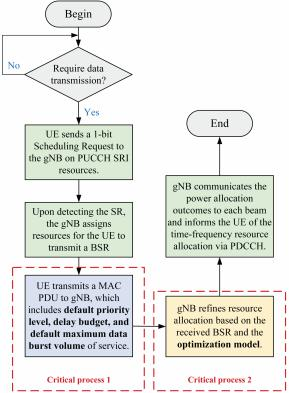 Begin
Require data
transmission?
No
Yes
UE sends a 1-bit
Scheduling Request to
the gNB on PUCCH SRI
resources.
Upon detecting the SR,
the gNB assigns
resources for the UE to
transmit a BSR
UE transmits a MAC
PDU to gNB, which
includes default priority
level, delay budget, and
default maximum data
burst volume of service.
Critical process 1
gNB refines resource
allocation based on the
received BSR and the
optimization model.
Critical process 2
gNB communicates the
power allocation
outcomes to each beam
and informs the UE of the
time-frequency resource
allocation via PDCCH.
End